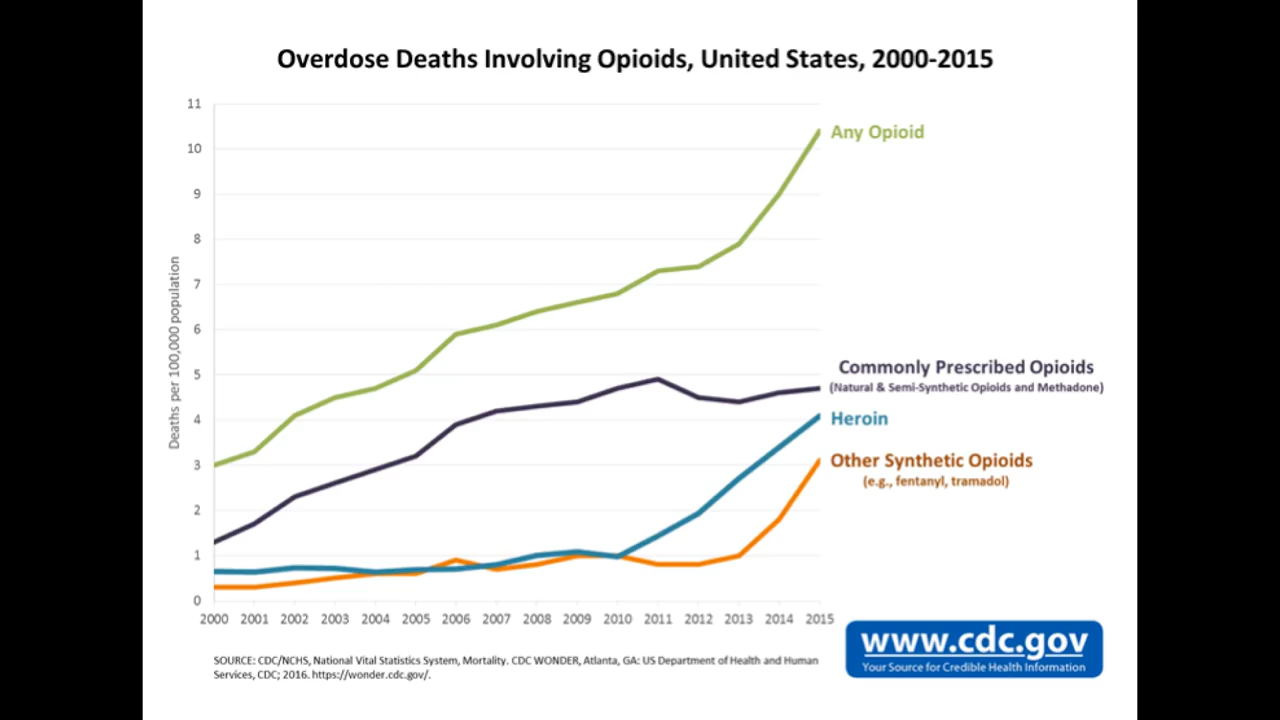 Overdose Deaths Involving Opioids, United States, 2000-2015
11
10
9
8
7
6
5
4
3
2
1
0
Deaths per 100,000 population
Any Opioid
Commonly Prescribed Opioids
(Natural & Semi-Synthetic Opioids and Methadone)
Heroin
Other Synthetic Opioids
(e.g., fentanyl, tramadol)
2000 2001 2002 2003 2004 2005 2006 2007 2008 2009 2010 2011 2012 2013 2014 2015
SOURCE: CDC/NCHS, National Vital Statistics System, Mortality. CDC WONDER, Atlanta, GA: US Department of Health and Human
Services, CDC; 2016. https://wonder.cdc.gov/.
www.cdc.gov
Your Source for Credible Health Information